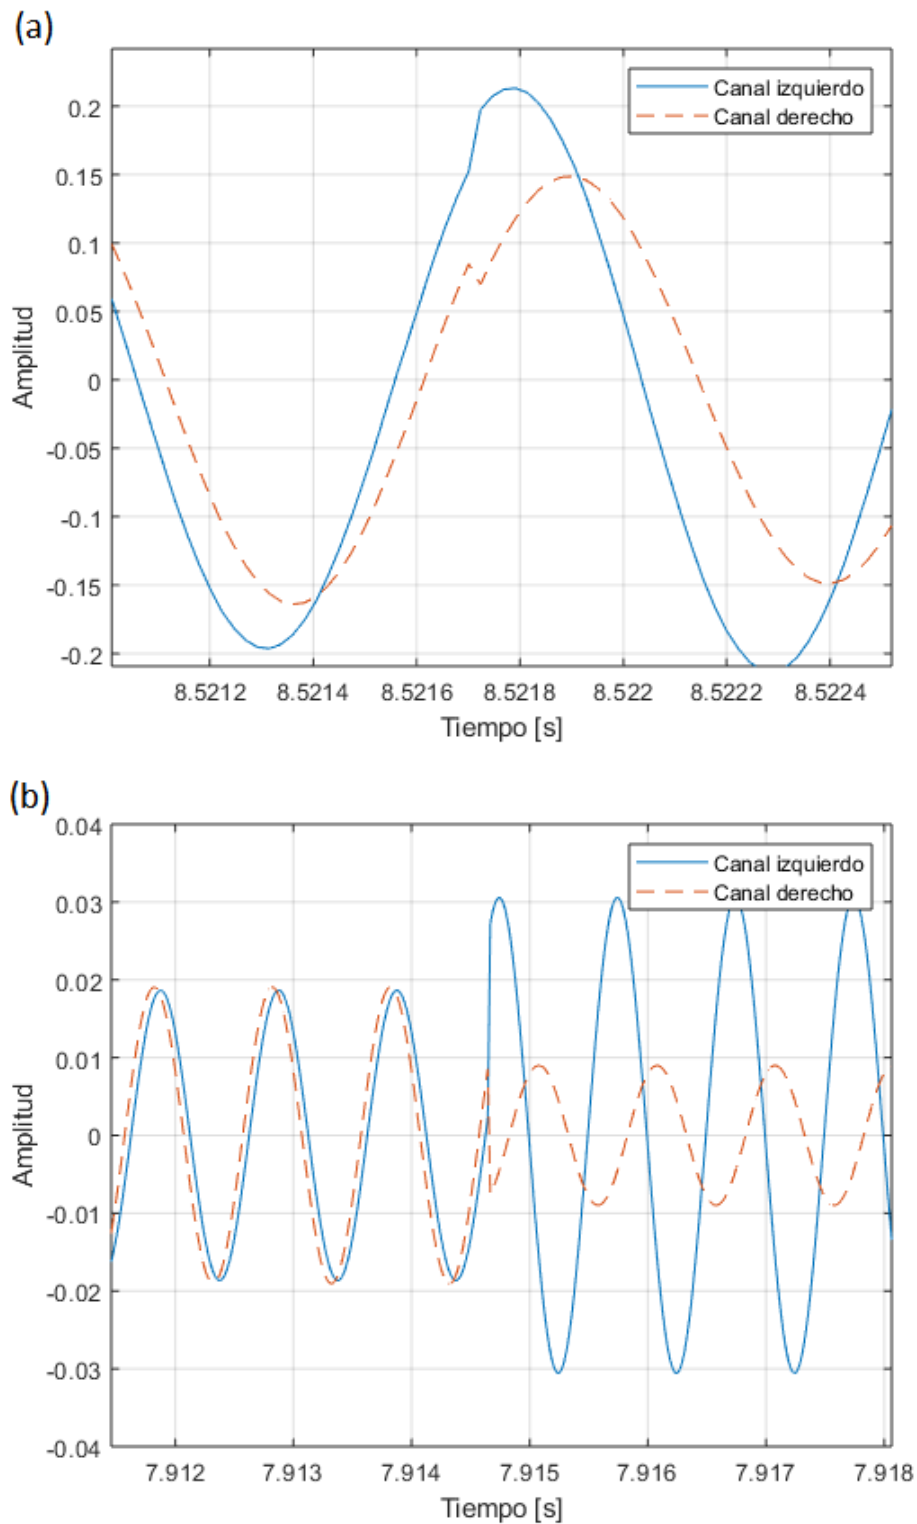 (a)
Canal izquierdo
Canal derecho
0.2
0.15
0.1
0.05
0
-0.05
-0.1
-0.15
-0.2
Amplitud
8.5212 8.5214 8.5216 8.5218 8.522 8.5222 8.5224
Tiempo [s]
(b)
Canal izquierdo
Canal derecho
0.04
0.03
0.02
0.01
0
-0.01
-0.02
-0.03
-0.04
Amplitud
7.912 7.913 7.914 7.915 7.916 7.917 7.918
Tiempo [s]